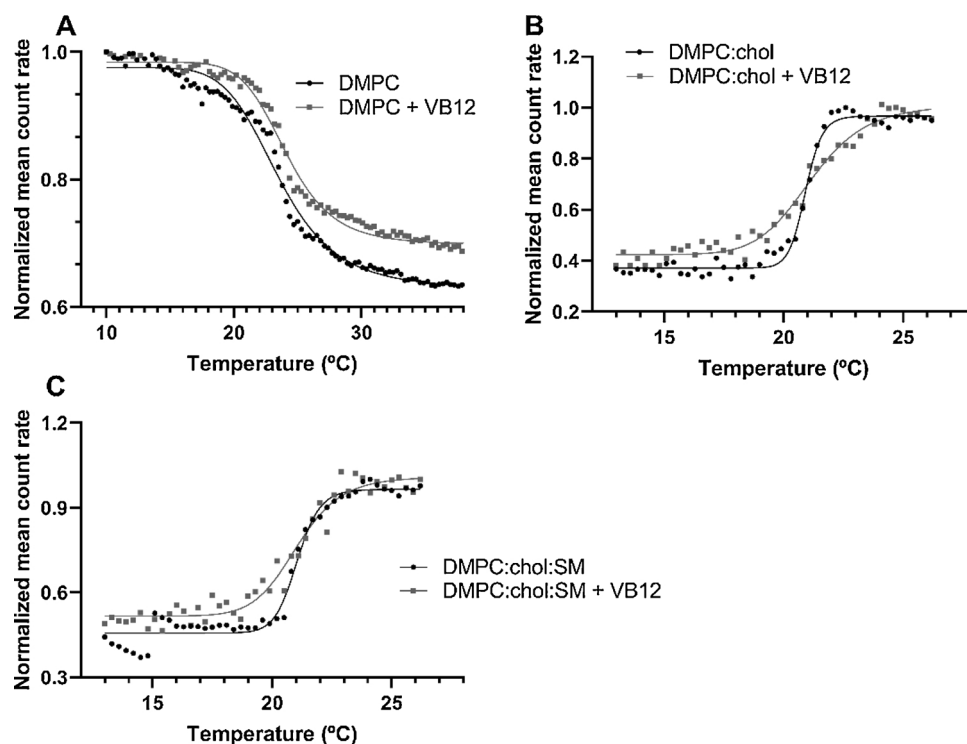 A
Normalized mean count rate
1.0
0.8
0.6
10
20
30
Temperature (ºC)
DMPC
DMPC + VB12
B
Normalized mean count rate
1.2
1.0
0.8
0.6
0.4
0.2
15
20
25
Temperature (ºC)
DMPC:chol
DMPC:chol + VB12
C
Normalized mean count rate
1.2
0.9
0.6
0.3
15
20
25
Temperature (ºC)
DMPC:chol:SM
DMPC:chol:SM + VB12